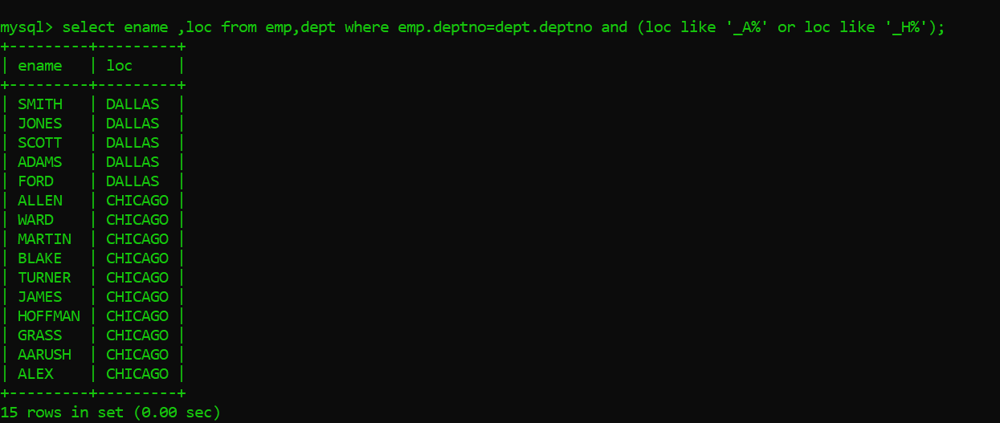 mysql> select ename ,loc from emp,dept where emp.deptno=dept.deptno and (loc like '_A%' or loc like '_H%');
+---------+---------+
| ename   | loc     |
+---------+---------+
| SMITH   | DALLAS  |
| JONES   | DALLAS  |
| SCOTT   | DALLAS  |
| ADAMS   | DALLAS  |
| FORD    | DALLAS  |
| ALLEN   | CHICAGO |
| WARD    | CHICAGO |
| MARTIN  | CHICAGO |
| BLAKE   | CHICAGO |
| TURNER  | CHICAGO |
| JAMES   | CHICAGO |
| HOFFMAN | CHICAGO |
| GRASS   | CHICAGO |
| AARUSH  | CHICAGO |
| ALEX    | CHICAGO |
+---------+---------+
15 rows in set (0.00 sec)